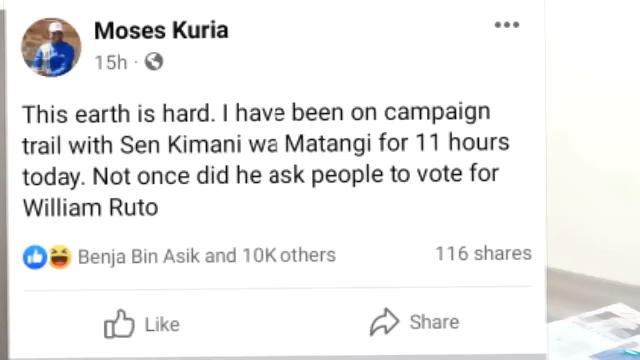 Moses Kuria
15h ·
This earth is hard. I have been on campaign
trail with Sen Kimani wa Matangi for 11 hours
today. Not once did he ask people to vote for
William Ruto
Benja Bin Asik and 10K others
116 shares
Like
Share